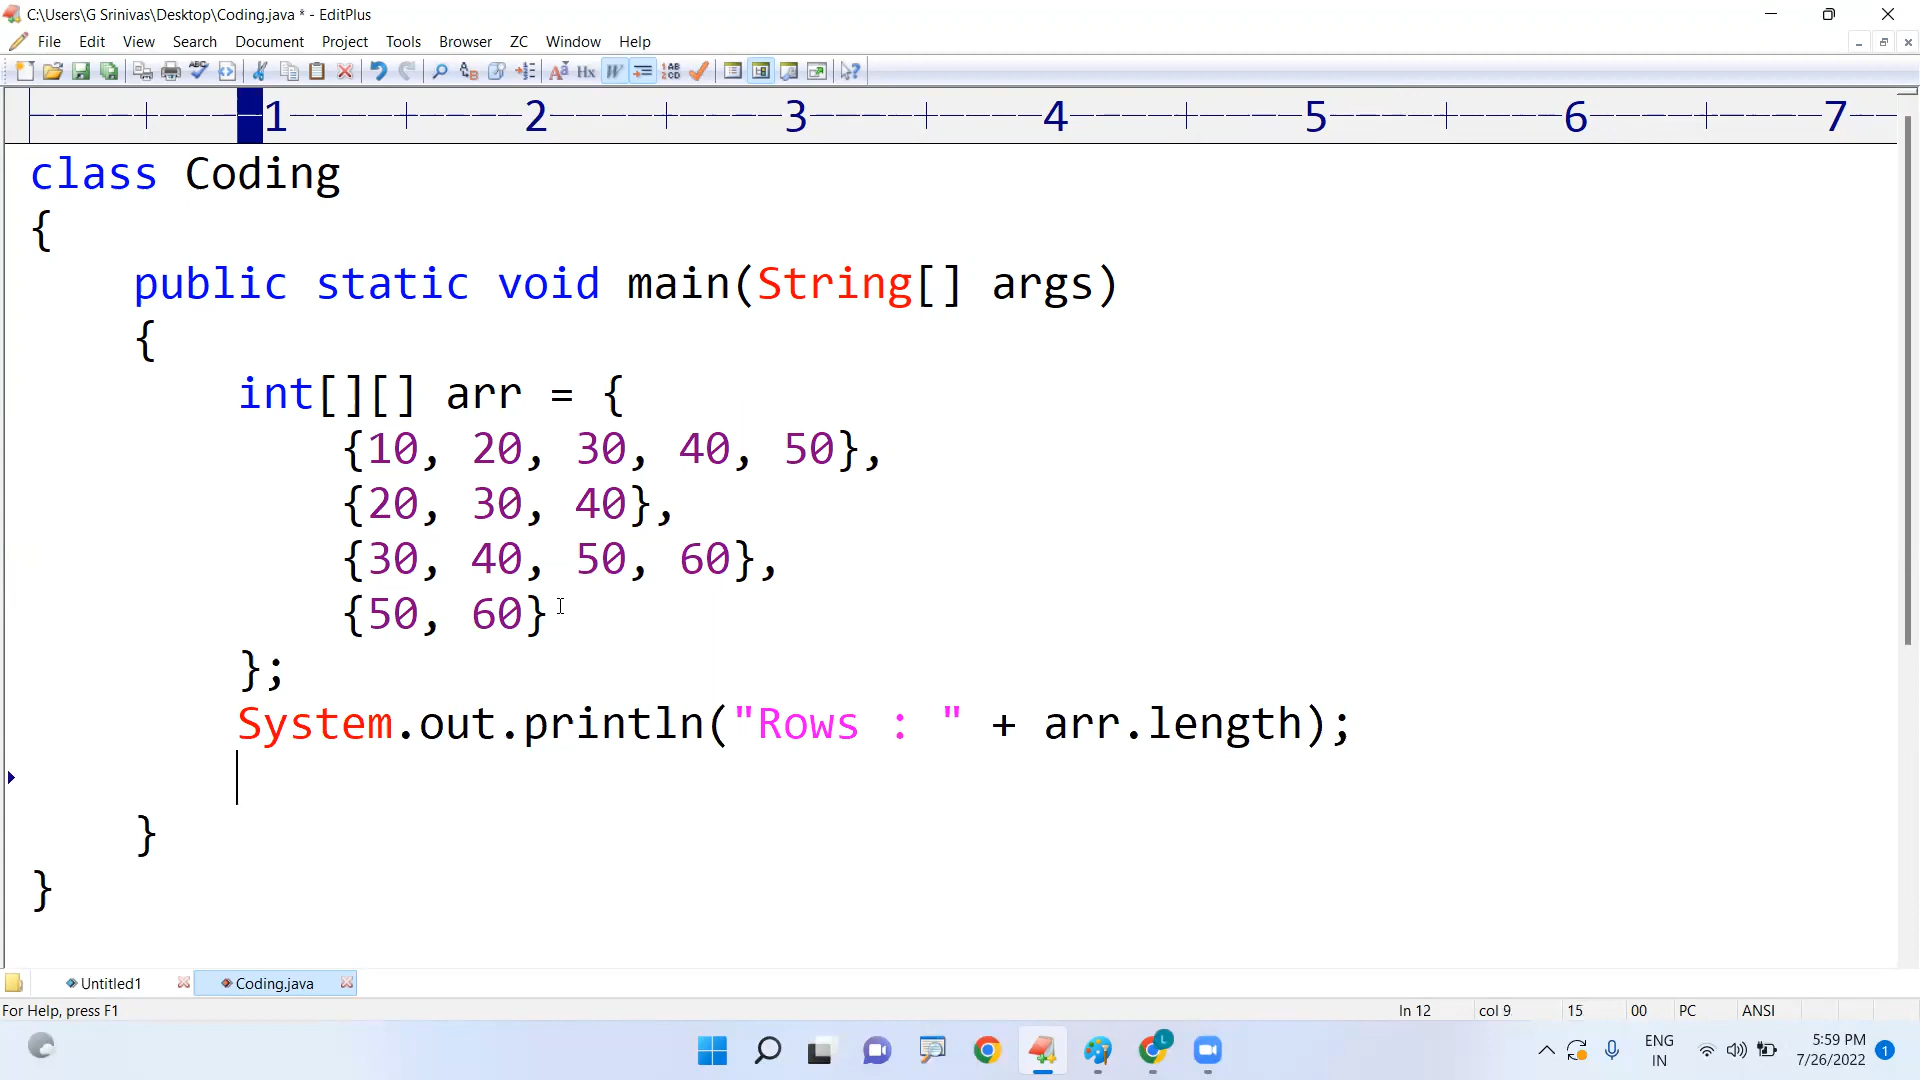 C:\Users\G Srinivas\Desktop\Coding.java * - EditPlus
File Edit View Search Document Project Tools Browser ZC Window Help
1 2 3 4 5 6 7
class Coding
{
public static void main(String[] args)
{
int[][] arr = {
{10, 20, 30, 40, 50},
{20, 30, 40},
{30, 40, 50, 60},
{50, 60}
};
System.out.println("Rows : " + arr.length);
}
}
Untitled1 Coding.java
For Help, press F1 ln 12 col 9 15 00 PC ANSI
ENG 5:59 PM
IN 7/26/2022 1